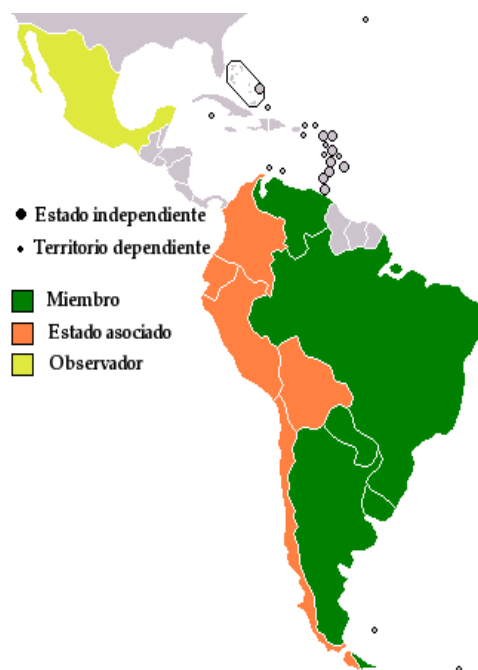 Estado independiente
Territorio dependiente
Miembro
Estado asociado
Observador